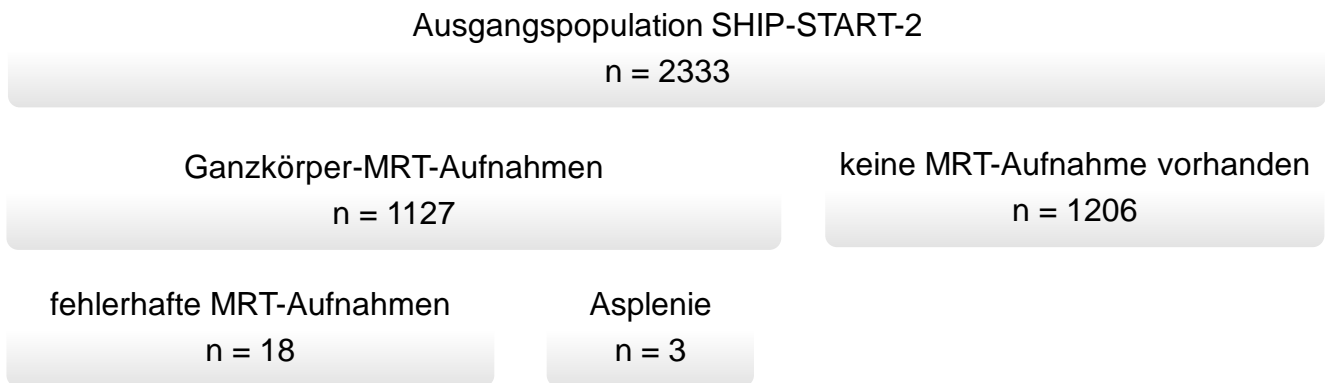 Ausgangspopulation SHIP-START-2
n = 2333
Ganzkörper-MRT-Aufnahmen
n = 1127
keine MRT-Aufnahme vorhanden
n = 1206
fehlerhafte MRT-Aufnahmen
n = 18
Asplenie
n = 3